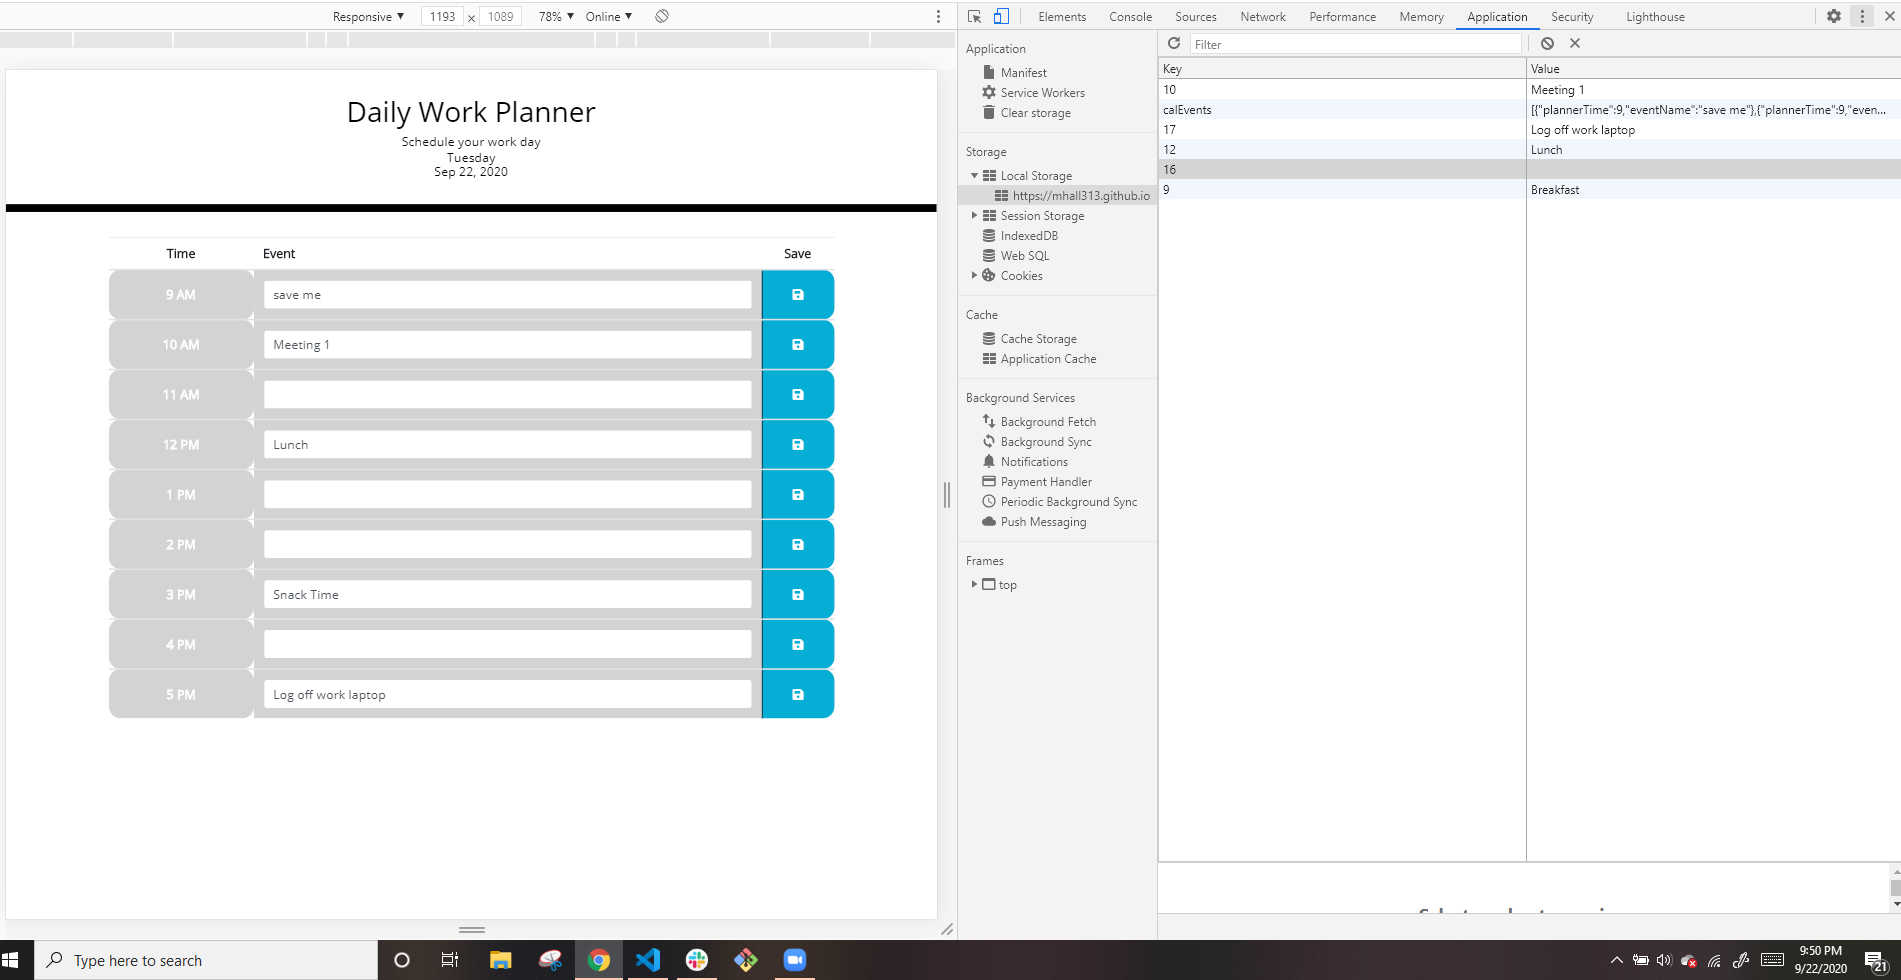 Responsive ▼ 1193 × 1089 78% ▼ Online ▼
Elements Console Sources Network Performance Memory Application Security Lighthouse
Daily Work Planner
Schedule your work day
Tuesday
Sep 22, 2020
Time Event Save
9 AM save me
10 AM Meeting 1
11 AM
12 PM Lunch
1 PM
2 PM
3 PM Snack Time
4 PM
5 PM Log off work laptop
Application
Manifest
Service Workers
Clear storage
Storage
Local Storage
https://mhall313.github.io
Session Storage
IndexedDB
Web SQL
Cookies
Cache
Cache Storage
Application Cache
Background Services
Background Fetch
Background Sync
Notifications
Payment Handler
Periodic Background Sync
Push Messaging
Frames
top
Filter
Key Value
10 Meeting 1
calEvents [{"plannerTime":9,"eventName":"save me"},{"plannerTime":9,"even...
17 Log off work laptop
12 Lunch
16
9 Breakfast
Type here to search
9:50 PM
9/22/2020
21